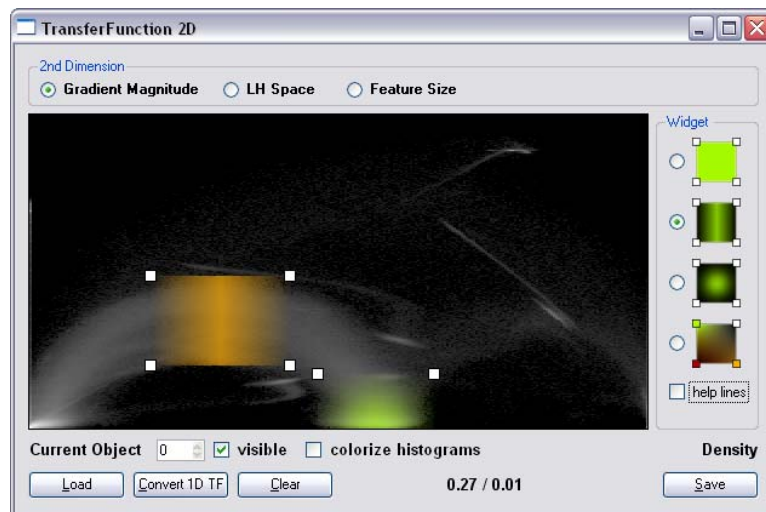 TransferFunction 2D
2nd Dimension
Gradient Magnitude LH Space Feature Size
Widget
help lines
Current Object 0 visible colorize histograms Density
Load Convert 1D TF Clear 0.27 / 0.01 Save